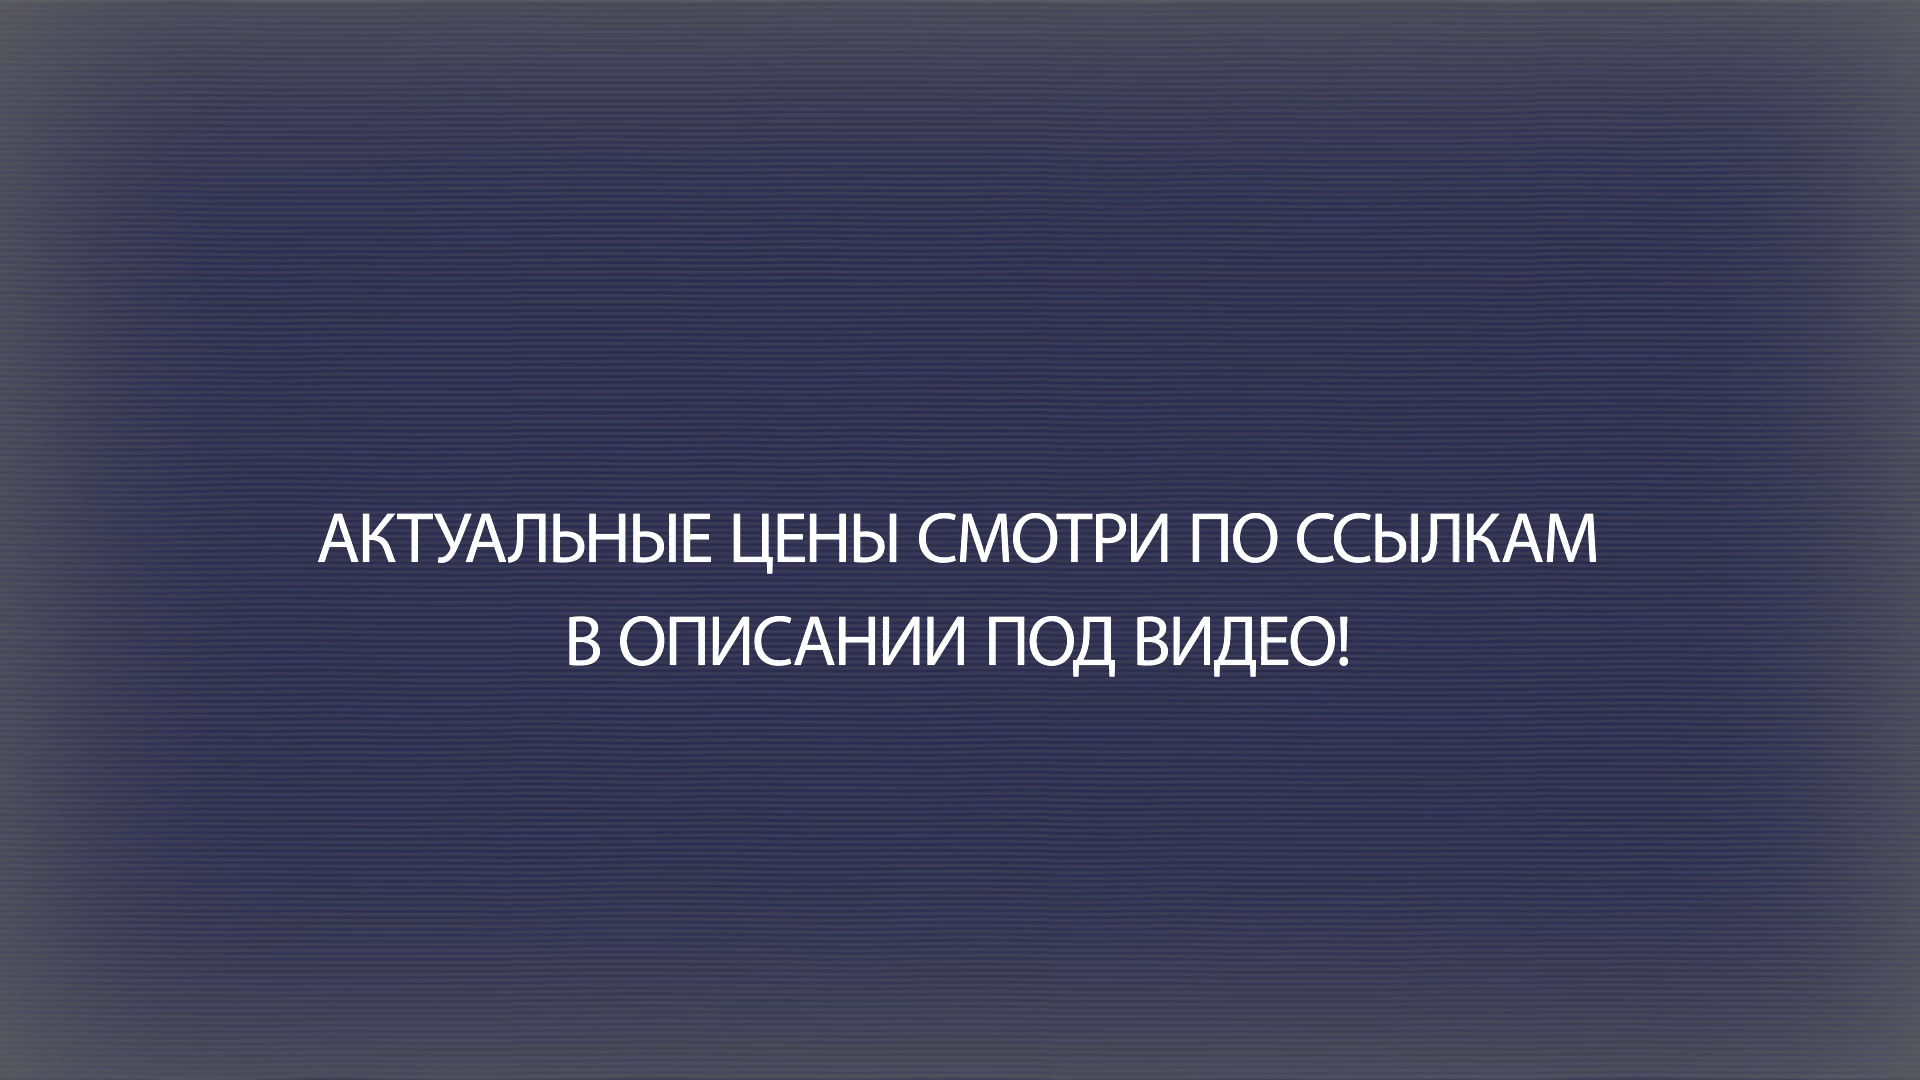 АКТУАЛЬНЫЕ ЦЕНЫ СМОТРИ ПО ССЫЛКАМ
В ОПИСАНИИ ПОД ВИДЕО!